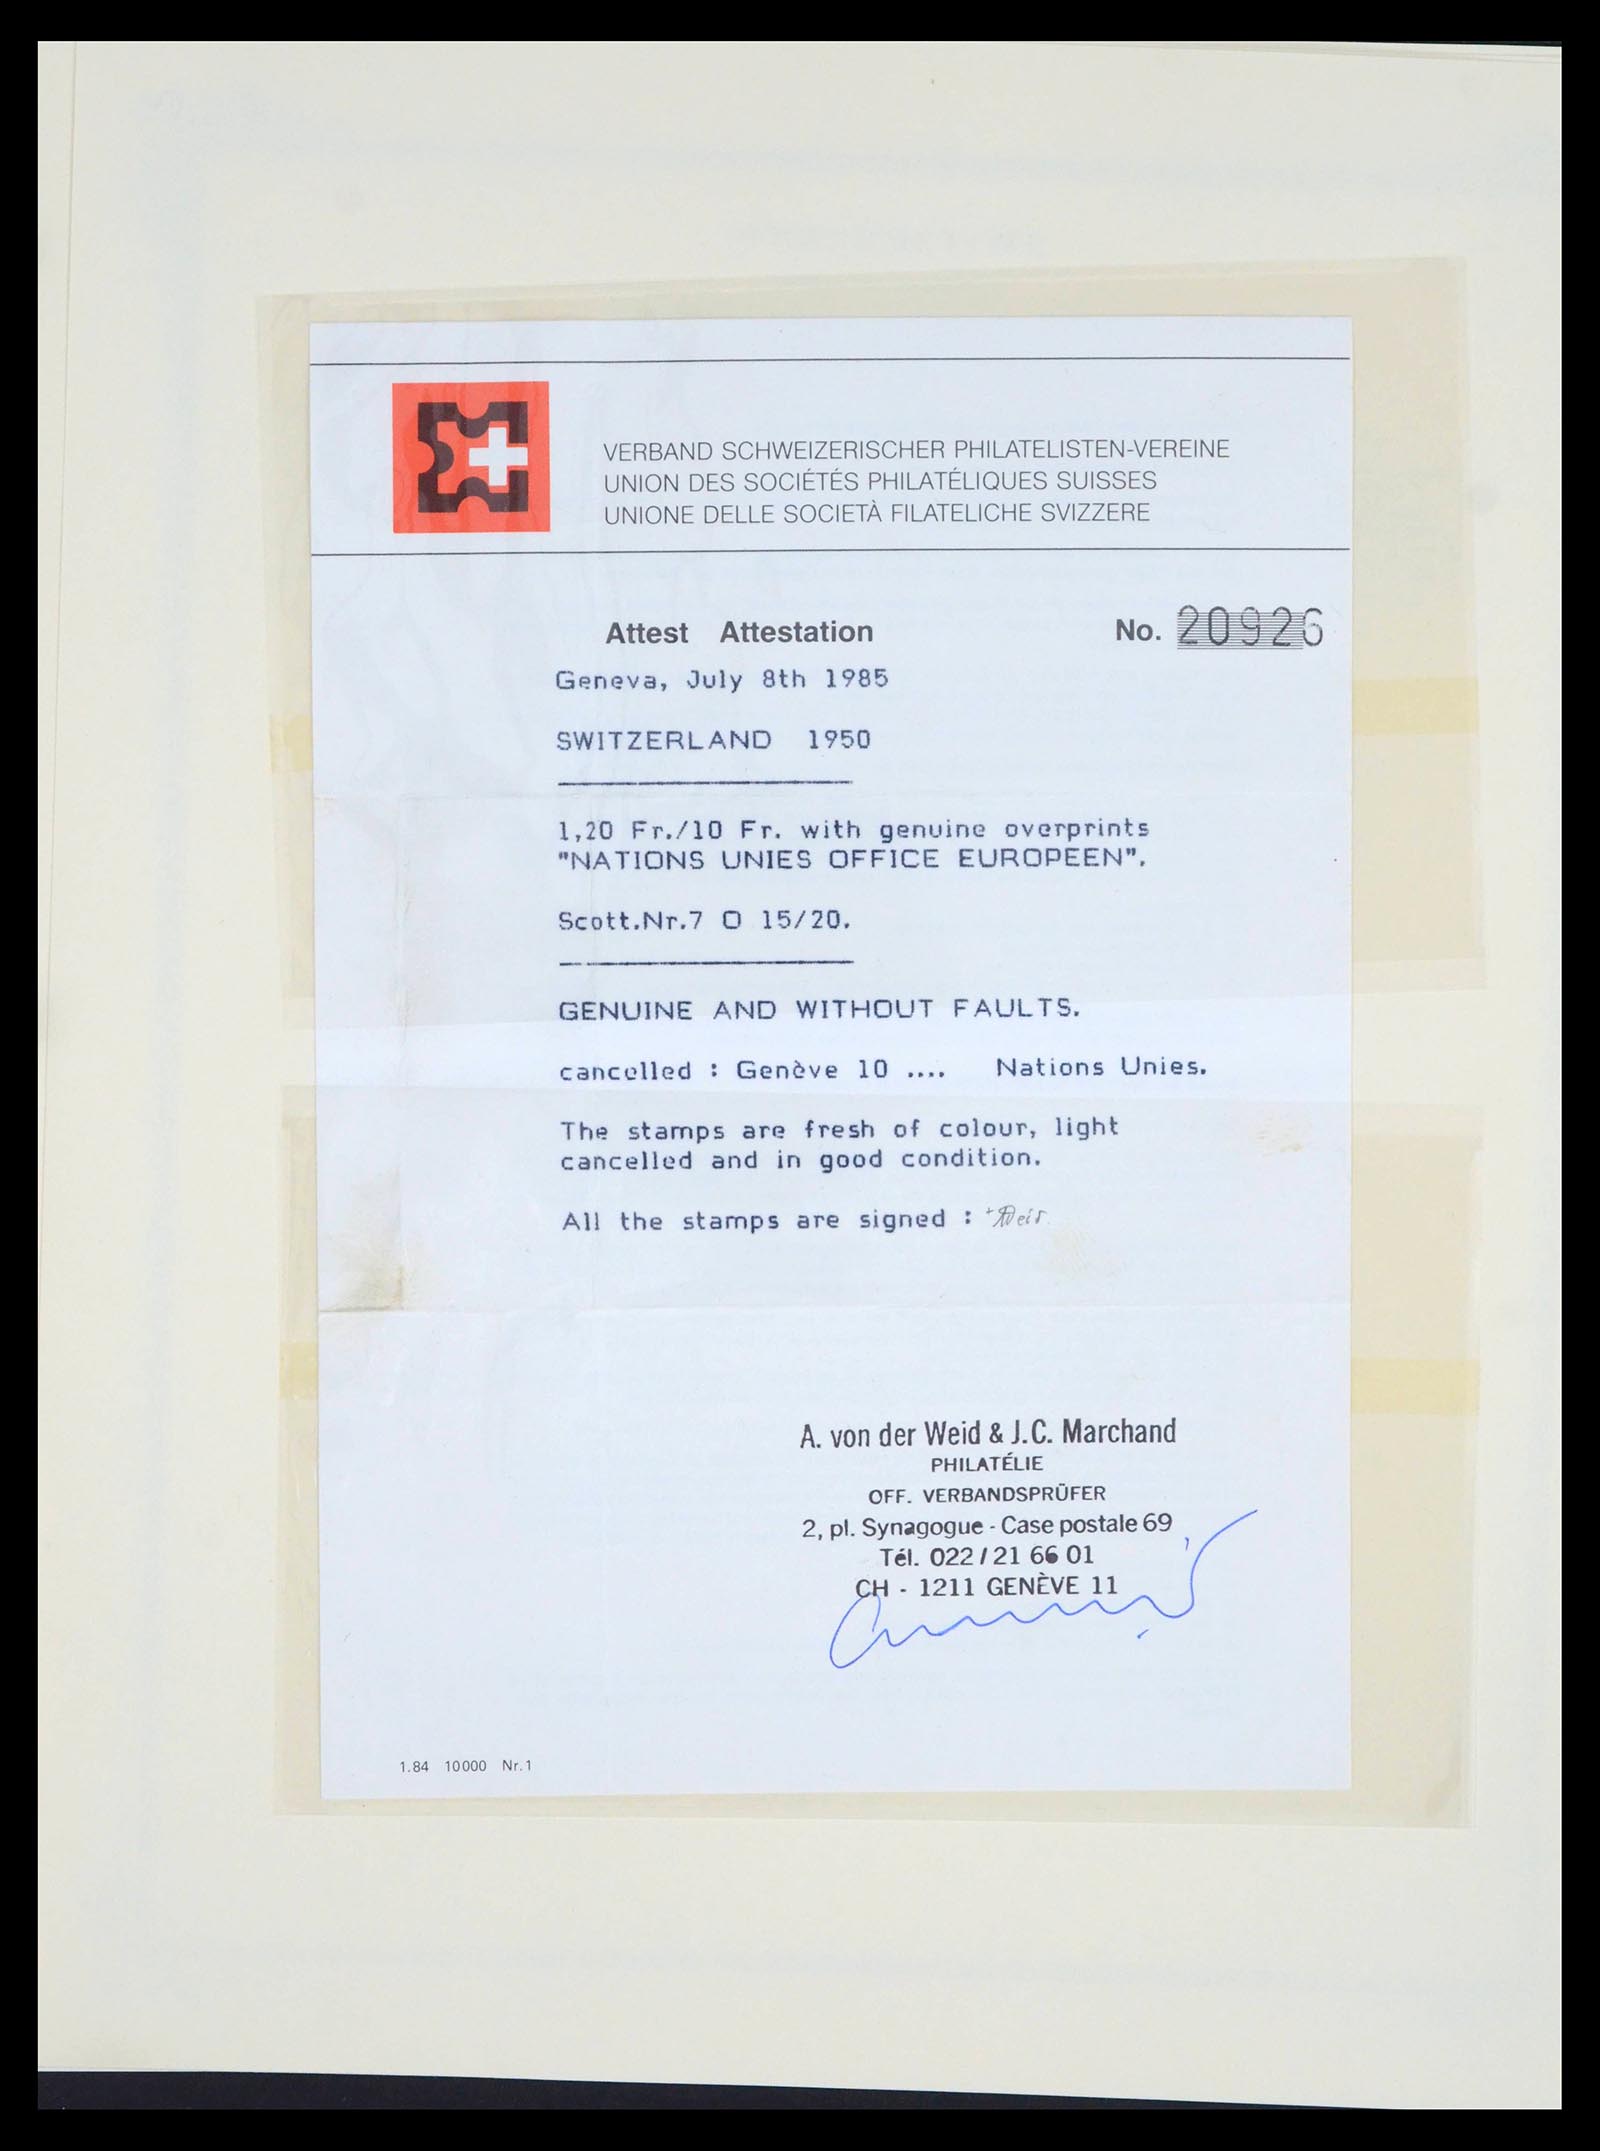 VERBAND SCHWEIZERISCHER PHILATELISTEN-VEREINE
UNION DES SOCIÉTÉS PHILATÉLIQUES SUISSES
UNIONE DELLE SOCIETÀ FILATELICHE SVIZZERE
Attest Attestation No. 20926
Geneva, July 8th 1985
SWITZERLAND 1950
1,20 Fr./10 Fr. with genuine overprints
"NATIONS UNIES OFFICE EUROPEEN".
Scott.Nr.7 O 15/20.
GENUINE AND WITHOUT FAULTS.
cancelled : Genève 10 .... Nations Unies.
The stamps are fresh of colour, light
cancelled and in good condition.
All the stamps are signed :
A. von der Weid & J.C. Marchand
PHILATÉLIE
OFF. VERBANDSPRÜFER
2, pl. Synagogue - Case postale 69
Tél. 022/21 66 01
CH - 1211 GENÈVE 11
1.84 10000 Nr.1